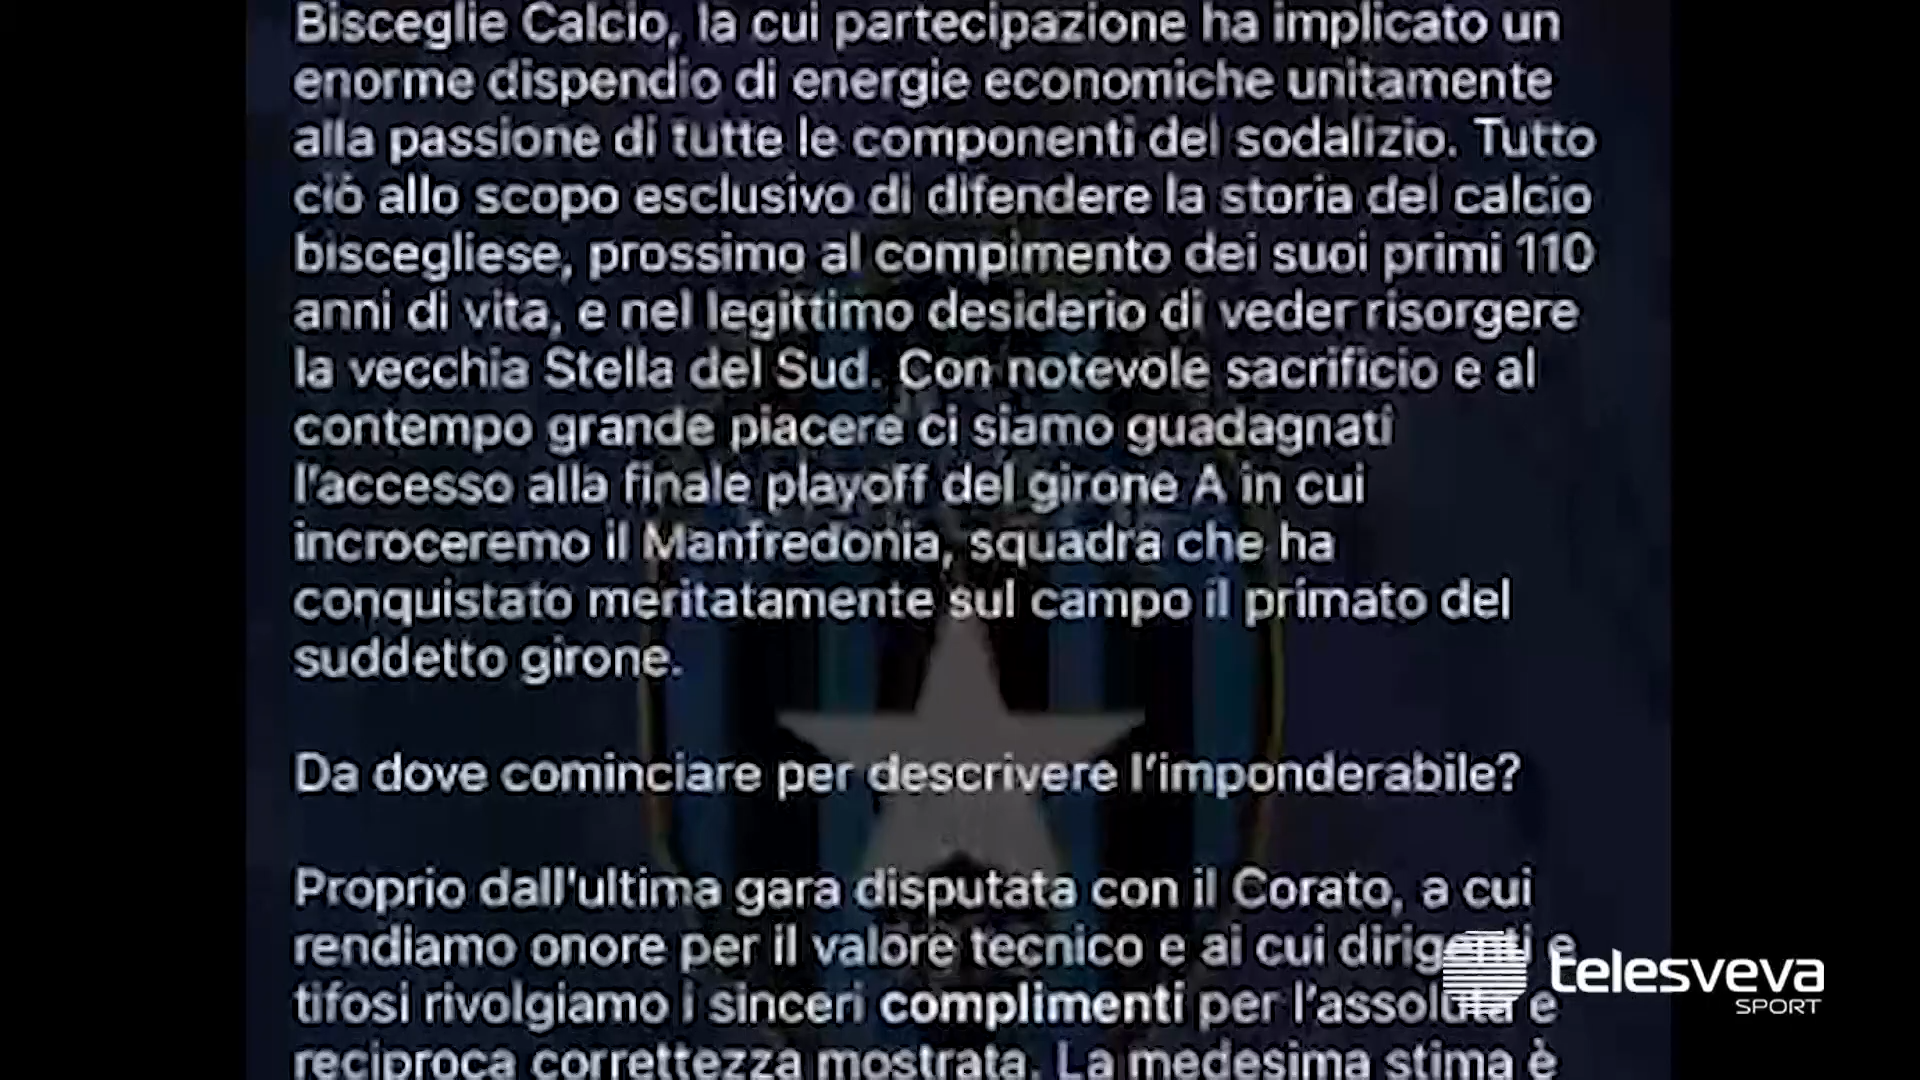 Bisceglie Calcio, la cui partecipazione ha implicato un
enorme dispendio di energie economiche unitamente
alla passione di tutte le componenti del sodalizio. Tutto
ciò allo scopo esclusivo di difendere la storia del calcio
biscegliese, prossimo al compimento dei suoi primi 110
anni di vita, e nel legittimo desiderio di veder risorgere
la vecchia Stella del Sud. Con notevole sacrificio e al
contempo grande piacere ci siamo guadagnati
l'accesso alla finale playoff del girone A in cui
incroceremo il Manfredonia, squadra che ha
conquistato meritatamente sul campo il primato del
suddetto girone.
Da dove cominciare per descrivere l'imponderabile?
Proprio dall'ultima gara disputata con il Corato, a cui
rendiamo onore per il valore tecnico e ai cui dirigenti e
tifosi rivolgiamo i sinceri complimenti per l'assoluta e
reciproca correttezza mostrata. La medesima stima è
telesveva
SPORT